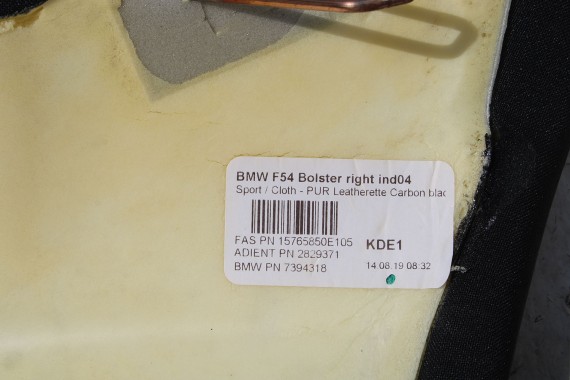 BMW F54 Bolster right ind04
Sport / Cloth - PUR Leatherette Carbon blac
FAS PN 15765850E105
KDE1
ADIENT PN 2829371
BMW PN 7394318
14.08.19 08:32